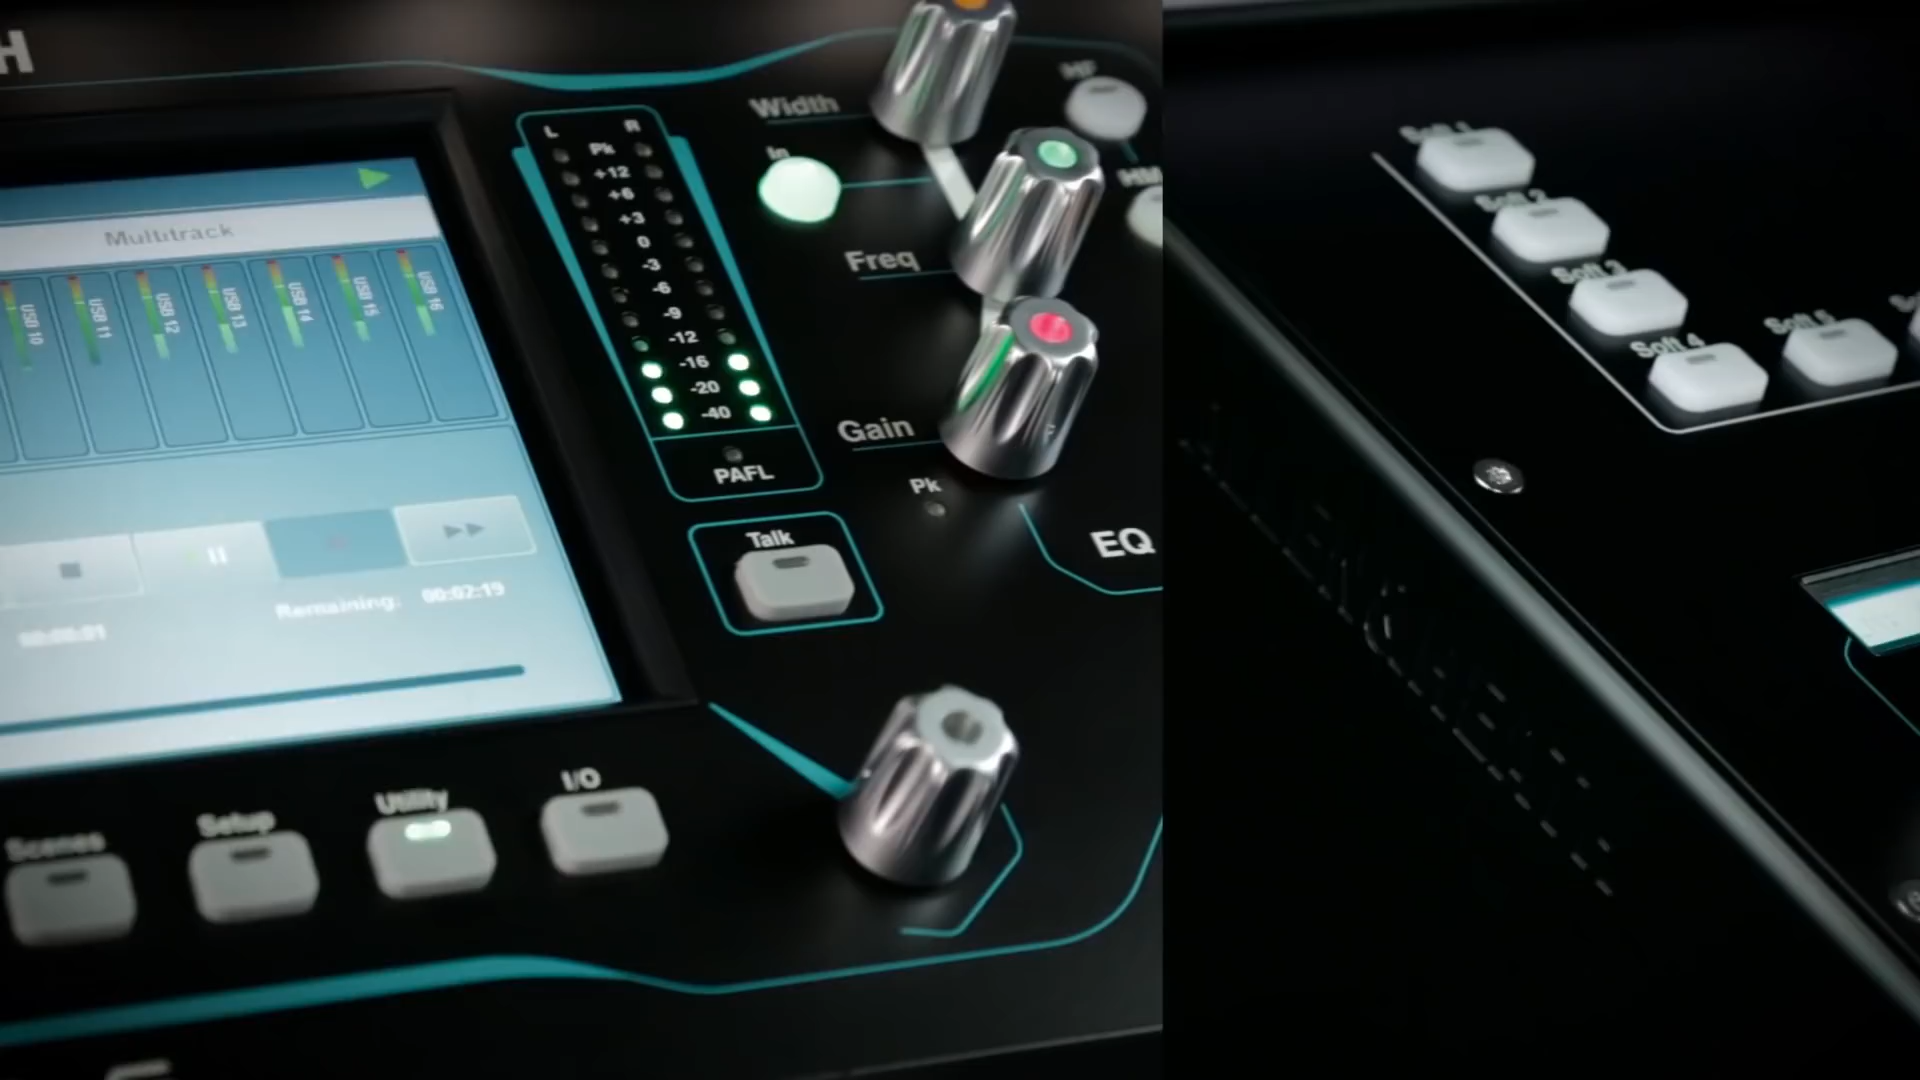 H
Multitrack
USB 10
USB 11
USB 12
USB 13
USB 14
USB 15
USB 16
Remaining: 00:02:19
L R
Pk
+12
+6
+3
0
-3
-6
-9
-12
-16
-20
-40
PAFL
Talk
Width
In
HF
HM
Freq
Gain
Pk
EQ
Scenes
Setup
Utility
I/O
Soft 1
Soft 2
Soft 3
Soft 4
Soft 5